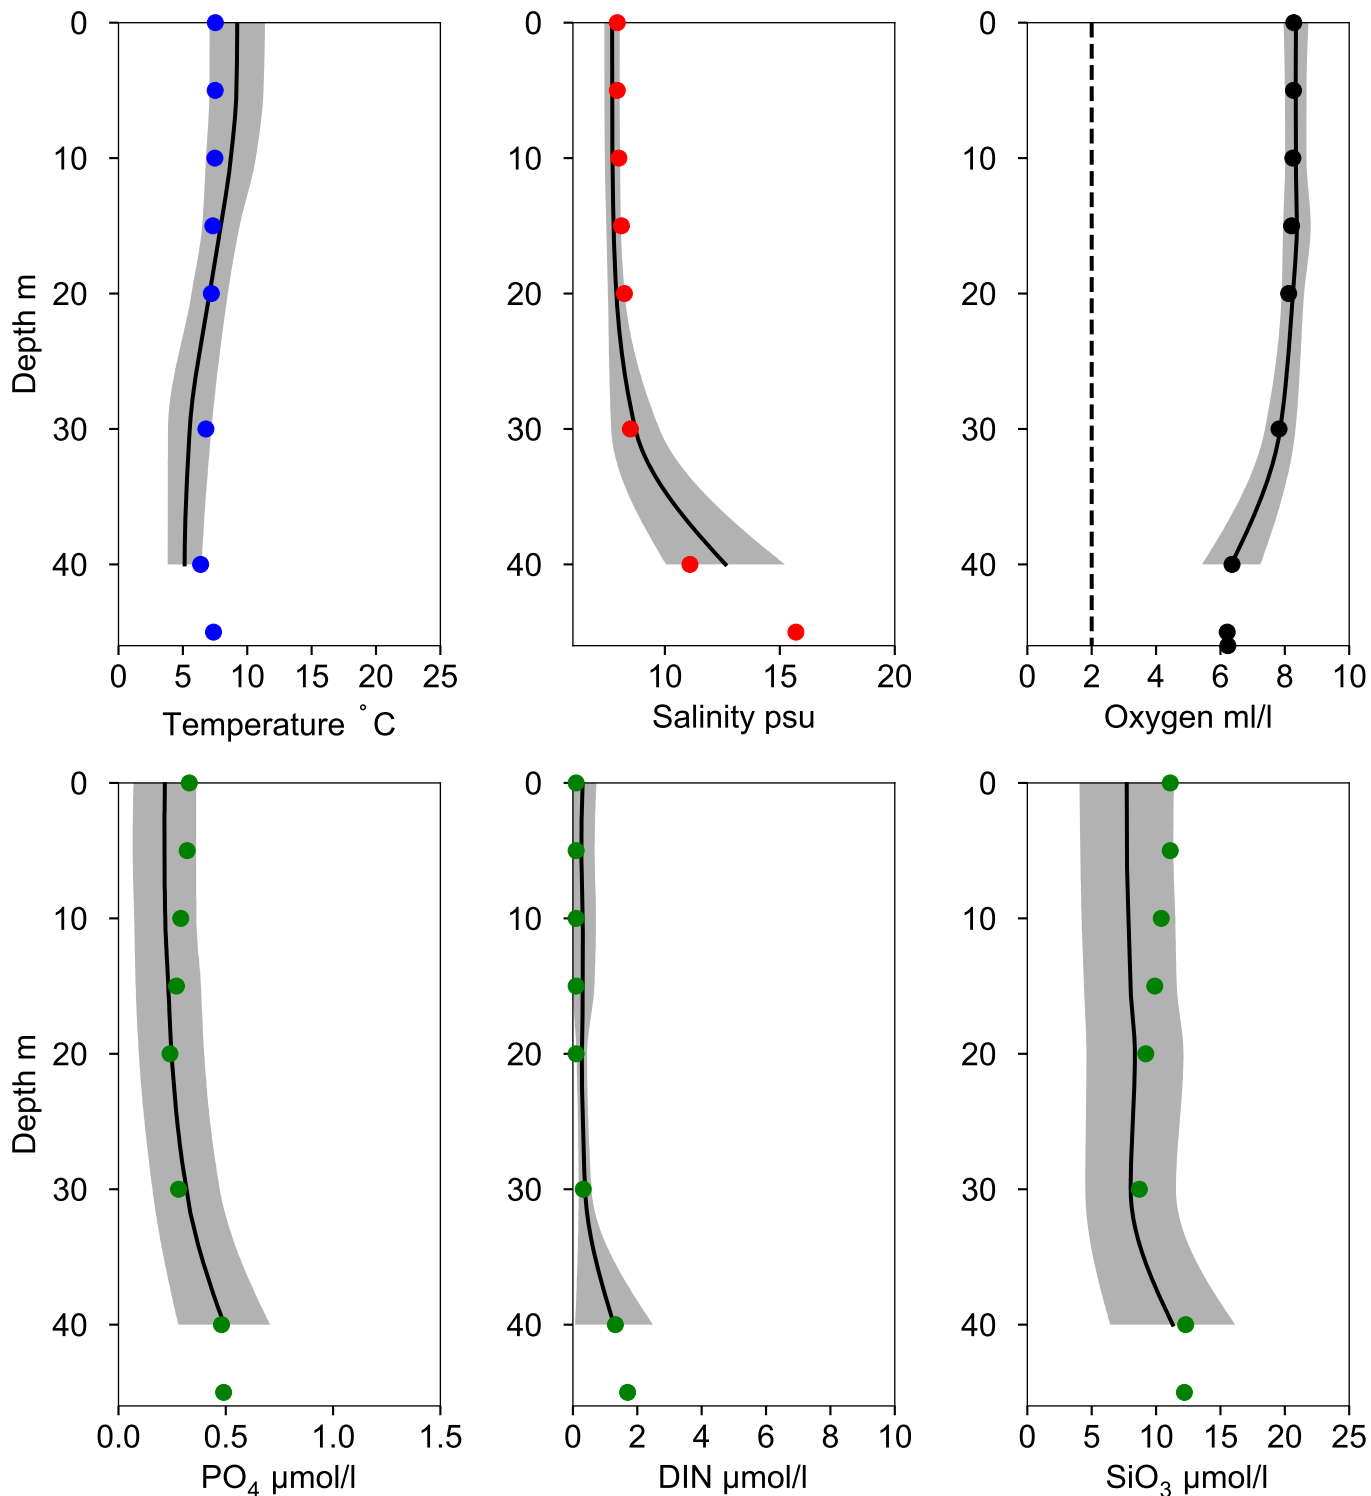 0
10
20
30
40
Depth m
0 5 10 15 20 25
Temperature °C
0
10
20
30
40
10 15 20
Salinity psu
0
10
20
30
40
0 2 4 6 8 10
Oxygen ml/l
0
10
20
30
40
Depth m
0.0 0.5 1.0 1.5
PO₄ µmol/l
0
10
20
30
40
0 2 4 6 8 10
DIN µmol/l
0
10
20
30
40
0 5 10 15 20 25
SiO₃ µmol/l